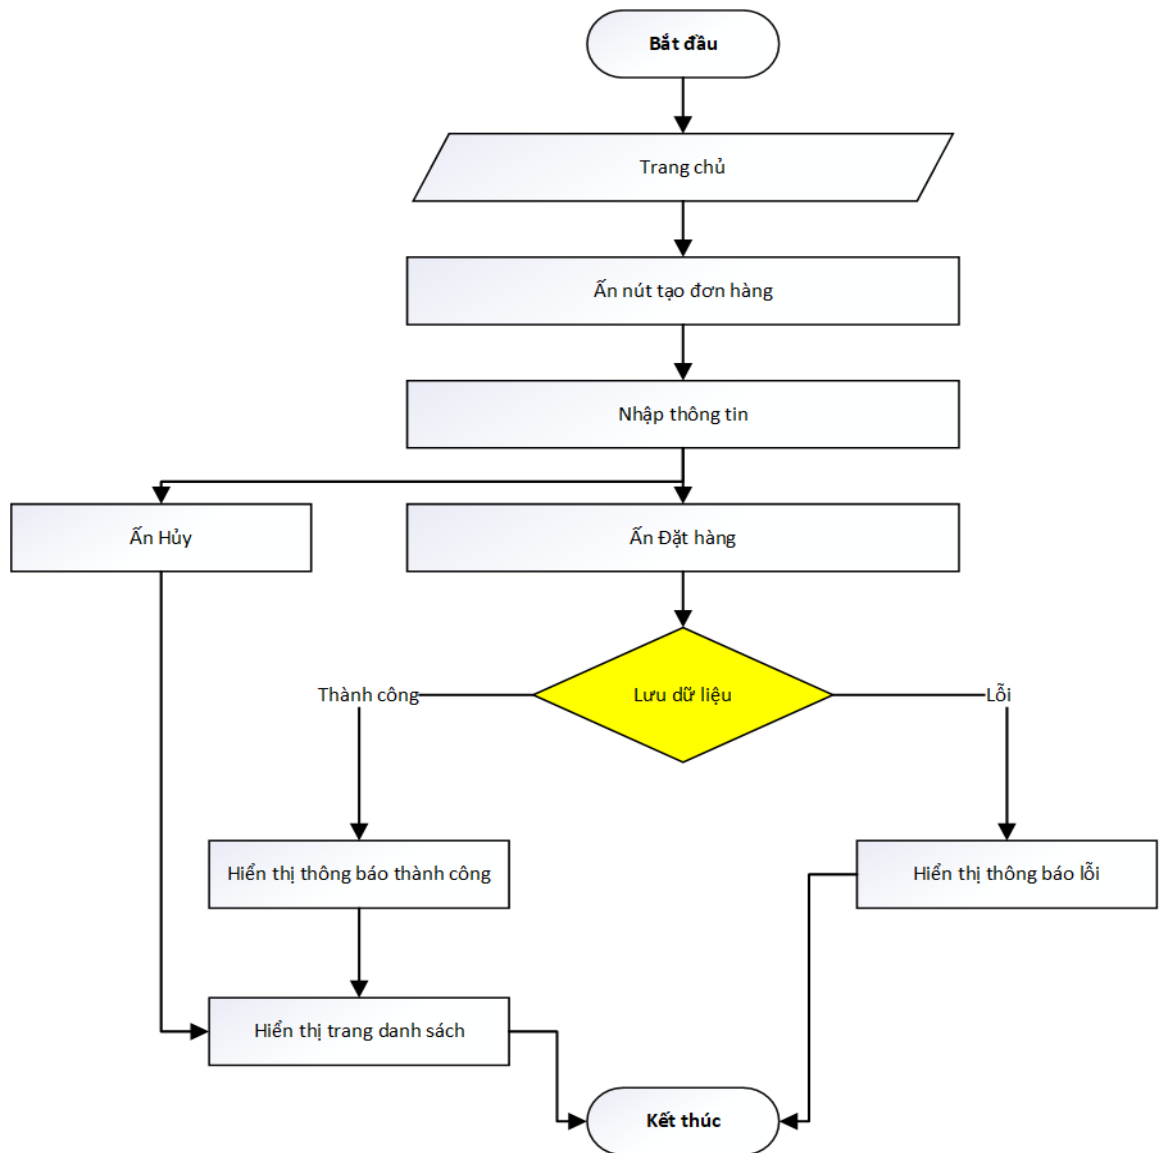 Bắt đầu
Trang chủ
Ấn nút tạo đơn hàng
Nhập thông tin
Ấn Hủy
Ấn Đặt hàng
Thành công
Lưu dữ liệu
Lỗi
Hiển thị thông báo thành công
Hiển thị thông báo lỗi
Hiển thị trang danh sách
Kết thúc